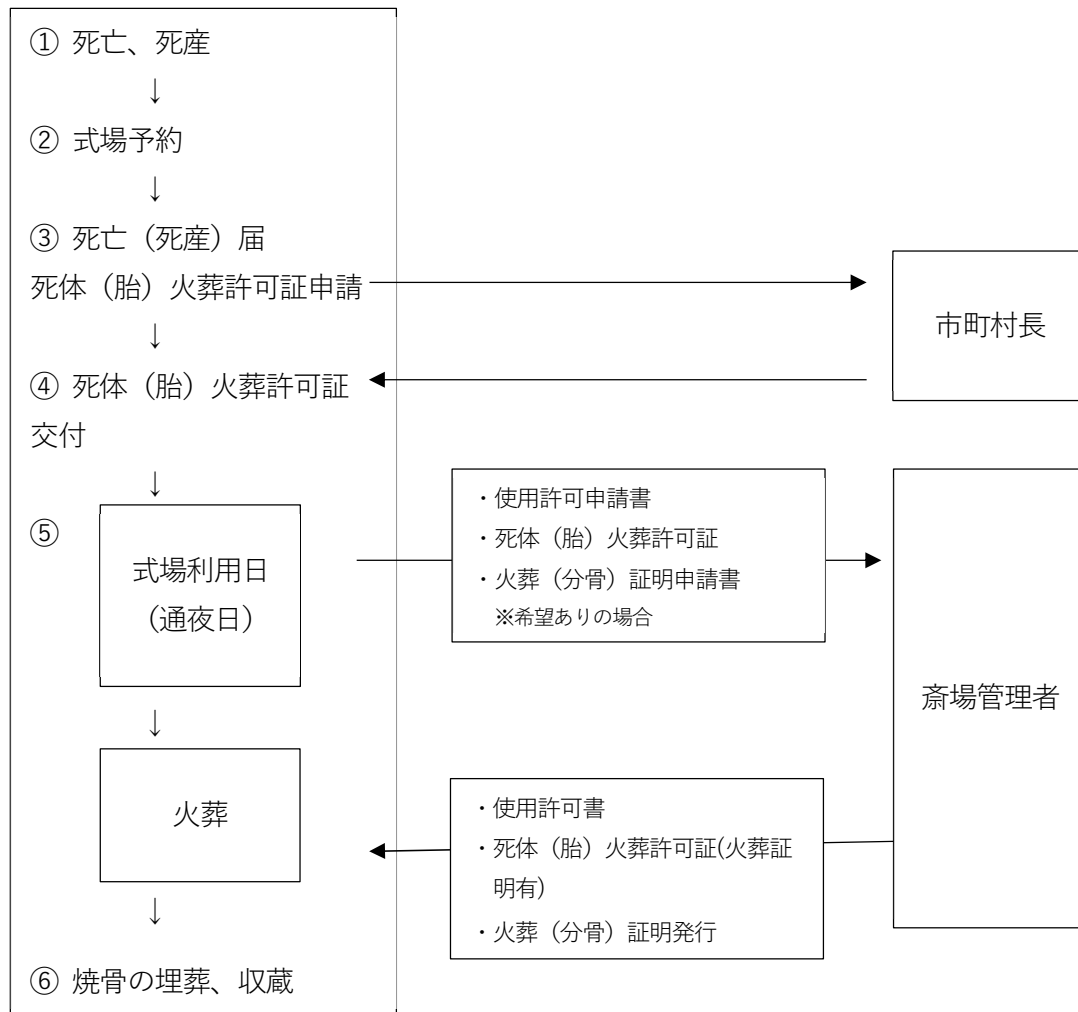 ① 死亡、死産
↓
② 式場予約
↓
③ 死亡（死産）届
死体（胎）火葬許可証申請
↓
④ 死体（胎）火葬許可証
交付
↓
⑤
式場利用日
（通夜日）
↓
火葬
↓
⑥ 焼骨の埋葬、収蔵
市町村長
・使用許可申請書
・死体（胎）火葬許可証
・火葬（分骨）証明申請書
※希望ありの場合
斎場管理者
・使用許可書
・死体（胎）火葬許可証(火葬証
明有)
・火葬（分骨）証明発行